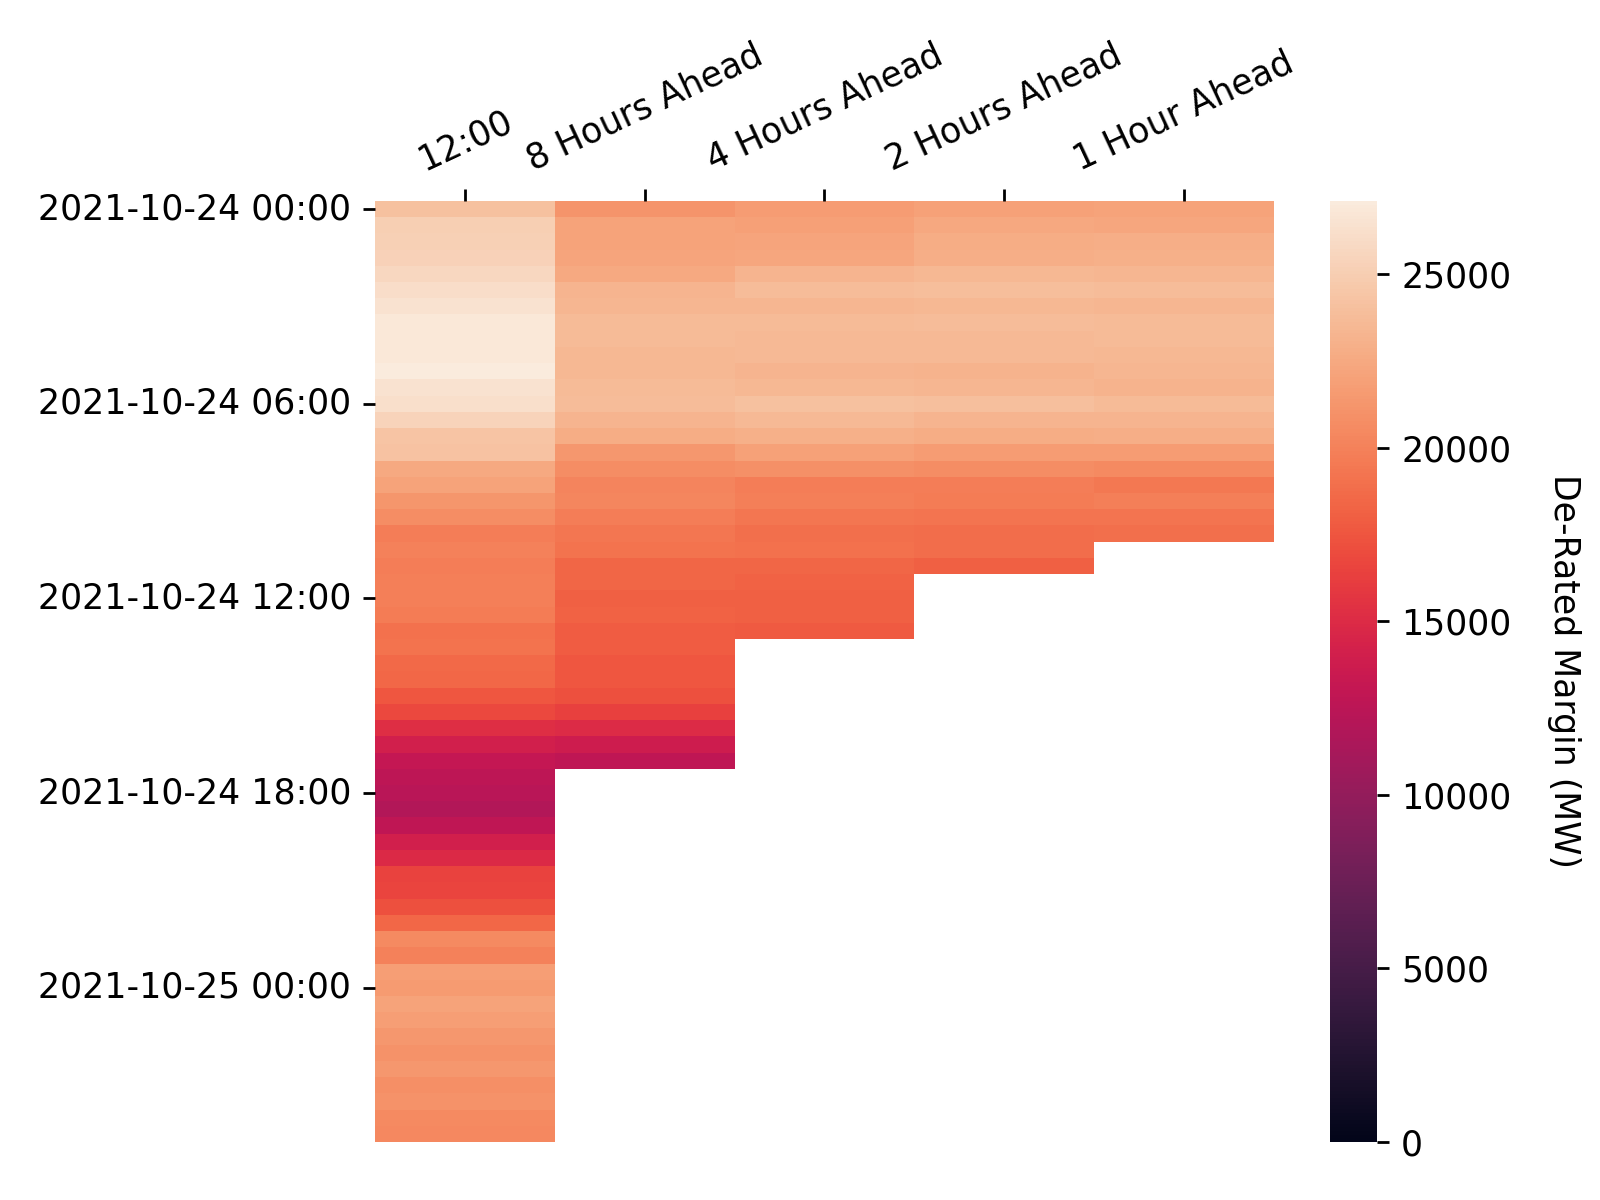 12:00
8 Hours Ahead
4 Hours Ahead
2 Hours Ahead
1 Hour Ahead
2021-10-24 00:00
2021-10-24 06:00
2021-10-24 12:00
2021-10-24 18:00
2021-10-25 00:00
25000
20000
15000
10000
5000
0
De-Rated Margin (MW)